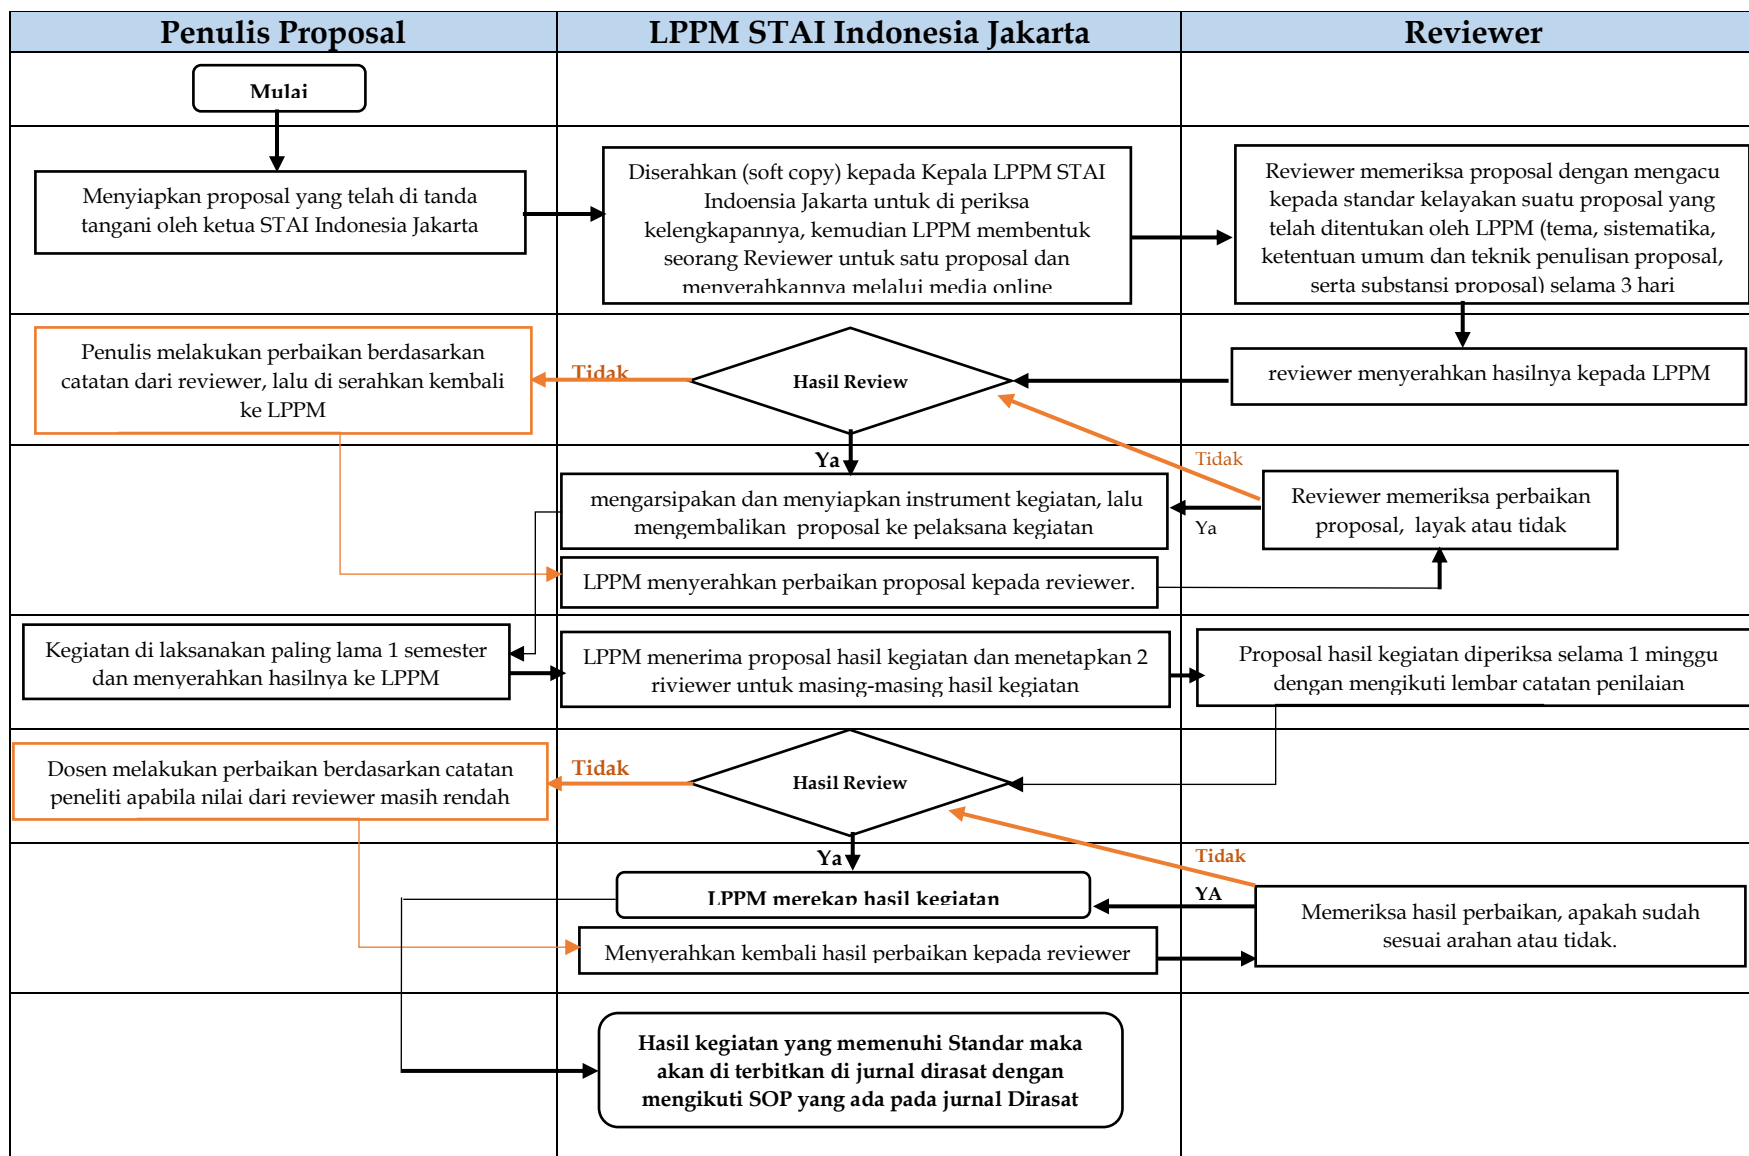 Penulis Proposal
LPPM STAI Indonesia Jakarta
Reviewer
Mulai
Menyiapkan proposal yang telah di tanda
tangani oleh ketua STAI Indonesia Jakarta
Diserahkan (soft copy) kepada Kepala LPPM STAI
Indoensia Jakarta untuk di periksa
kelengkapannya, kemudian LPPM membentuk
seorang Reviewer untuk satu proposal dan
menyerahkannya melalui media online
Reviewer memeriksa proposal dengan mengacu
kepada standar kelayakan suatu proposal yang
telah ditentukan oleh LPPM (tema, sistematika,
ketentuan umum dan teknik penulisan proposal,
serta substansi proposal) selama 3 hari
Penulis melakukan perbaikan berdasarkan
catatan dari reviewer, lalu di serahkan kembali
ke LPPM
Tidak
Hasil Review
reviewer menyerahkan hasilnya kepada LPPM
Ya
Tidak
mengarsipakan dan menyiapkan instrument kegiatan, lalu
mengembalikan proposal ke pelaksana kegiatan
Ya
Reviewer memeriksa perbaikan
proposal, layak atau tidak
LPPM menyerahkan perbaikan proposal kepada reviewer.
Kegiatan di laksanakan paling lama 1 semester
dan menyerahkan hasilnya ke LPPM
LPPM menerima proposal hasil kegiatan dan menetapkan 2
riviewer untuk masing-masing hasil kegiatan
Proposal hasil kegiatan diperiksa selama 1 minggu
dengan mengikuti lembar catatan penilaian
Dosen melakukan perbaikan berdasarkan catatan
peneliti apabila nilai dari reviewer masih rendah
Tidak
Hasil Review
Ya
Tidak
LPPM merekap hasil kegiatan
YA
Memeriksa hasil perbaikan, apakah sudah
sesuai arahan atau tidak.
Menyerahkan kembali hasil perbaikan kepada reviewer
Hasil kegiatan yang memenuhi Standar maka
akan di terbitkan di jurnal dirasat dengan
mengikuti SOP yang ada pada jurnal Dirasat